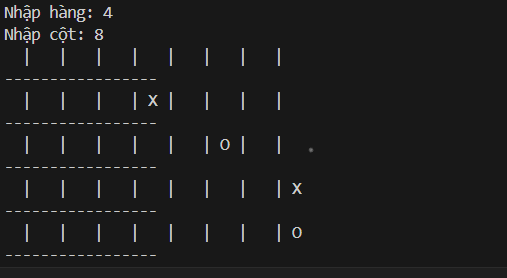 Nhập hàng: 4
Nhập cột: 8
  |   |   |   |   |   |   |   |
-----------------
  |   |   |   | X |   |   |   |
-----------------
  |   |   |   |   |   | O |   |
-----------------
  |   |   |   |   |   |   |   | X
-----------------
  |   |   |   |   |   |   |   | O
-----------------